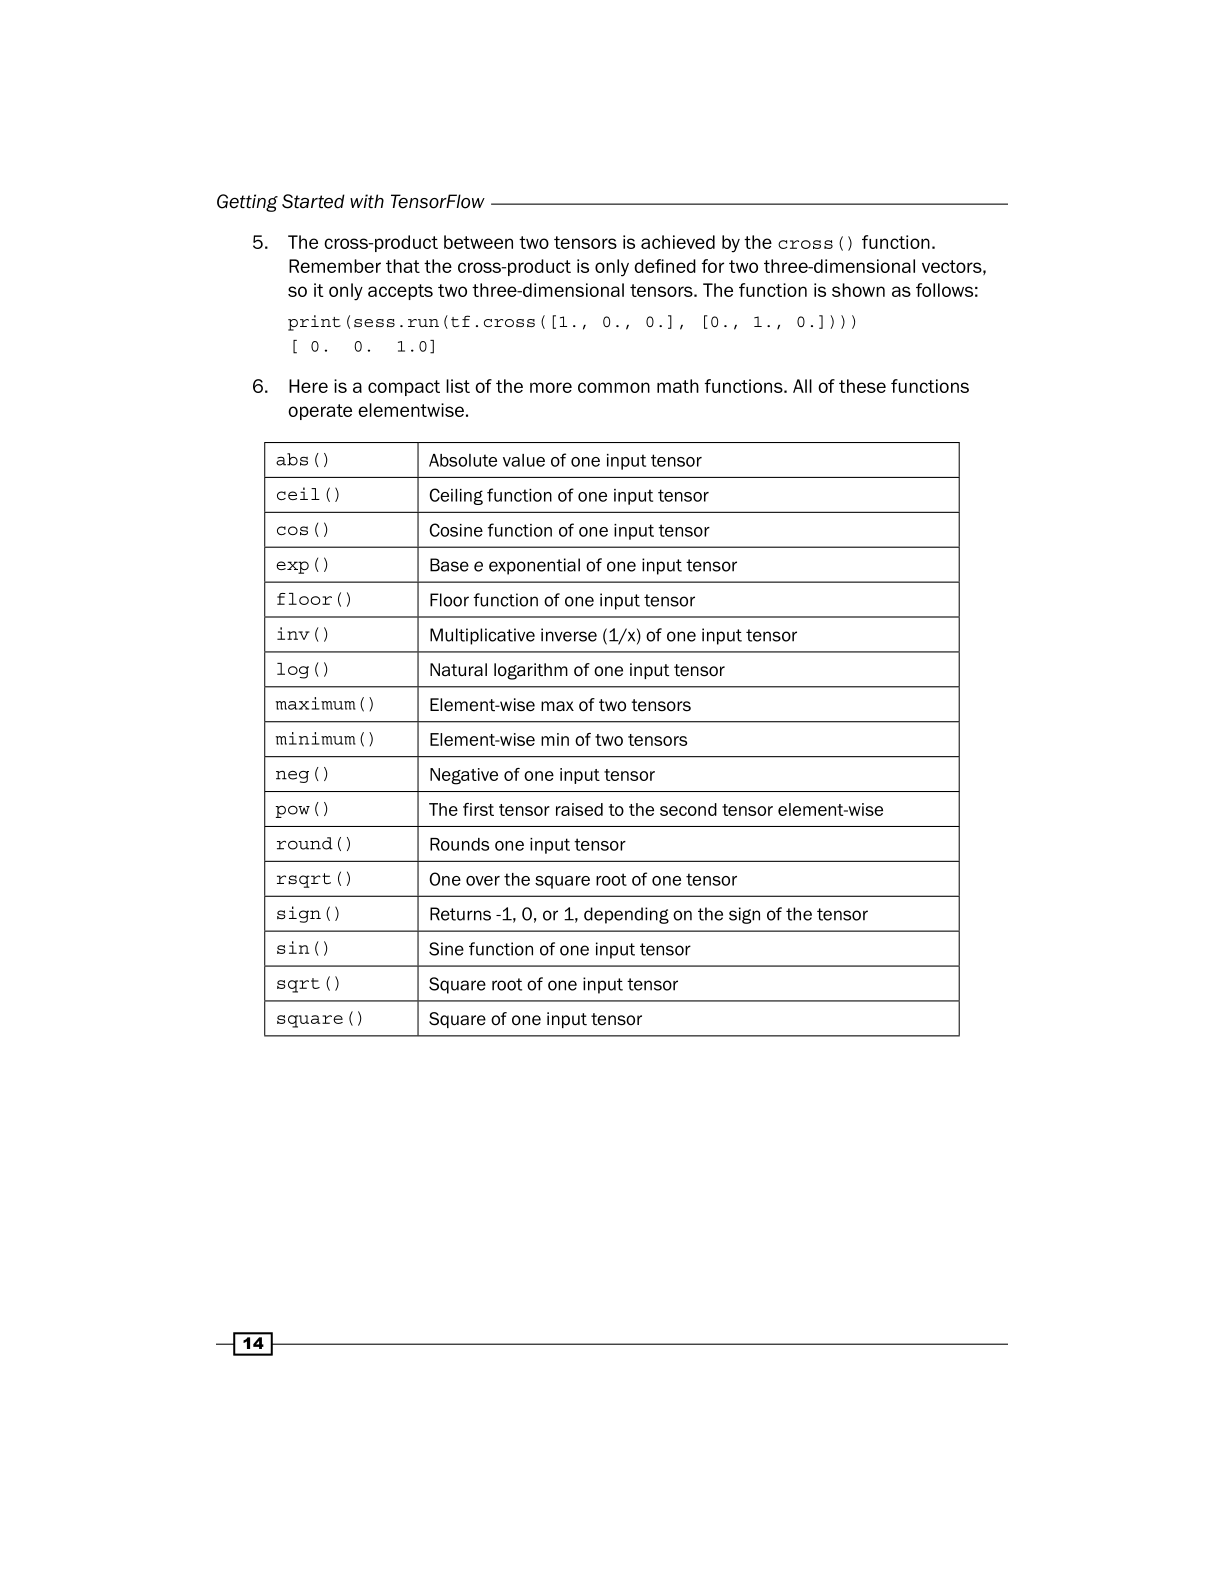 Getting Started with TensorFlow
5. The cross-product between two tensors is achieved by the cross() function.
Remember that the cross-product is only defined for two three-dimensional vectors,
so it only accepts two three-dimensional tensors. The function is shown as follows:
print(sess.run(tf.cross([1., 0., 0.], [0., 1., 0.])))
[ 0.  0.  1.0]
6. Here is a compact list of the more common math functions. All of these functions
operate elementwise.
abs() Absolute value of one input tensor
ceil() Ceiling function of one input tensor
cos() Cosine function of one input tensor
exp() Base e exponential of one input tensor
floor() Floor function of one input tensor
inv() Multiplicative inverse (1/x) of one input tensor
log() Natural logarithm of one input tensor
maximum() Element-wise max of two tensors
minimum() Element-wise min of two tensors
neg() Negative of one input tensor
pow() The first tensor raised to the second tensor element-wise
round() Rounds one input tensor
rsqrt() One over the square root of one tensor
sign() Returns -1, 0, or 1, depending on the sign of the tensor
sin() Sine function of one input tensor
sqrt() Square root of one input tensor
square() Square of one input tensor
14